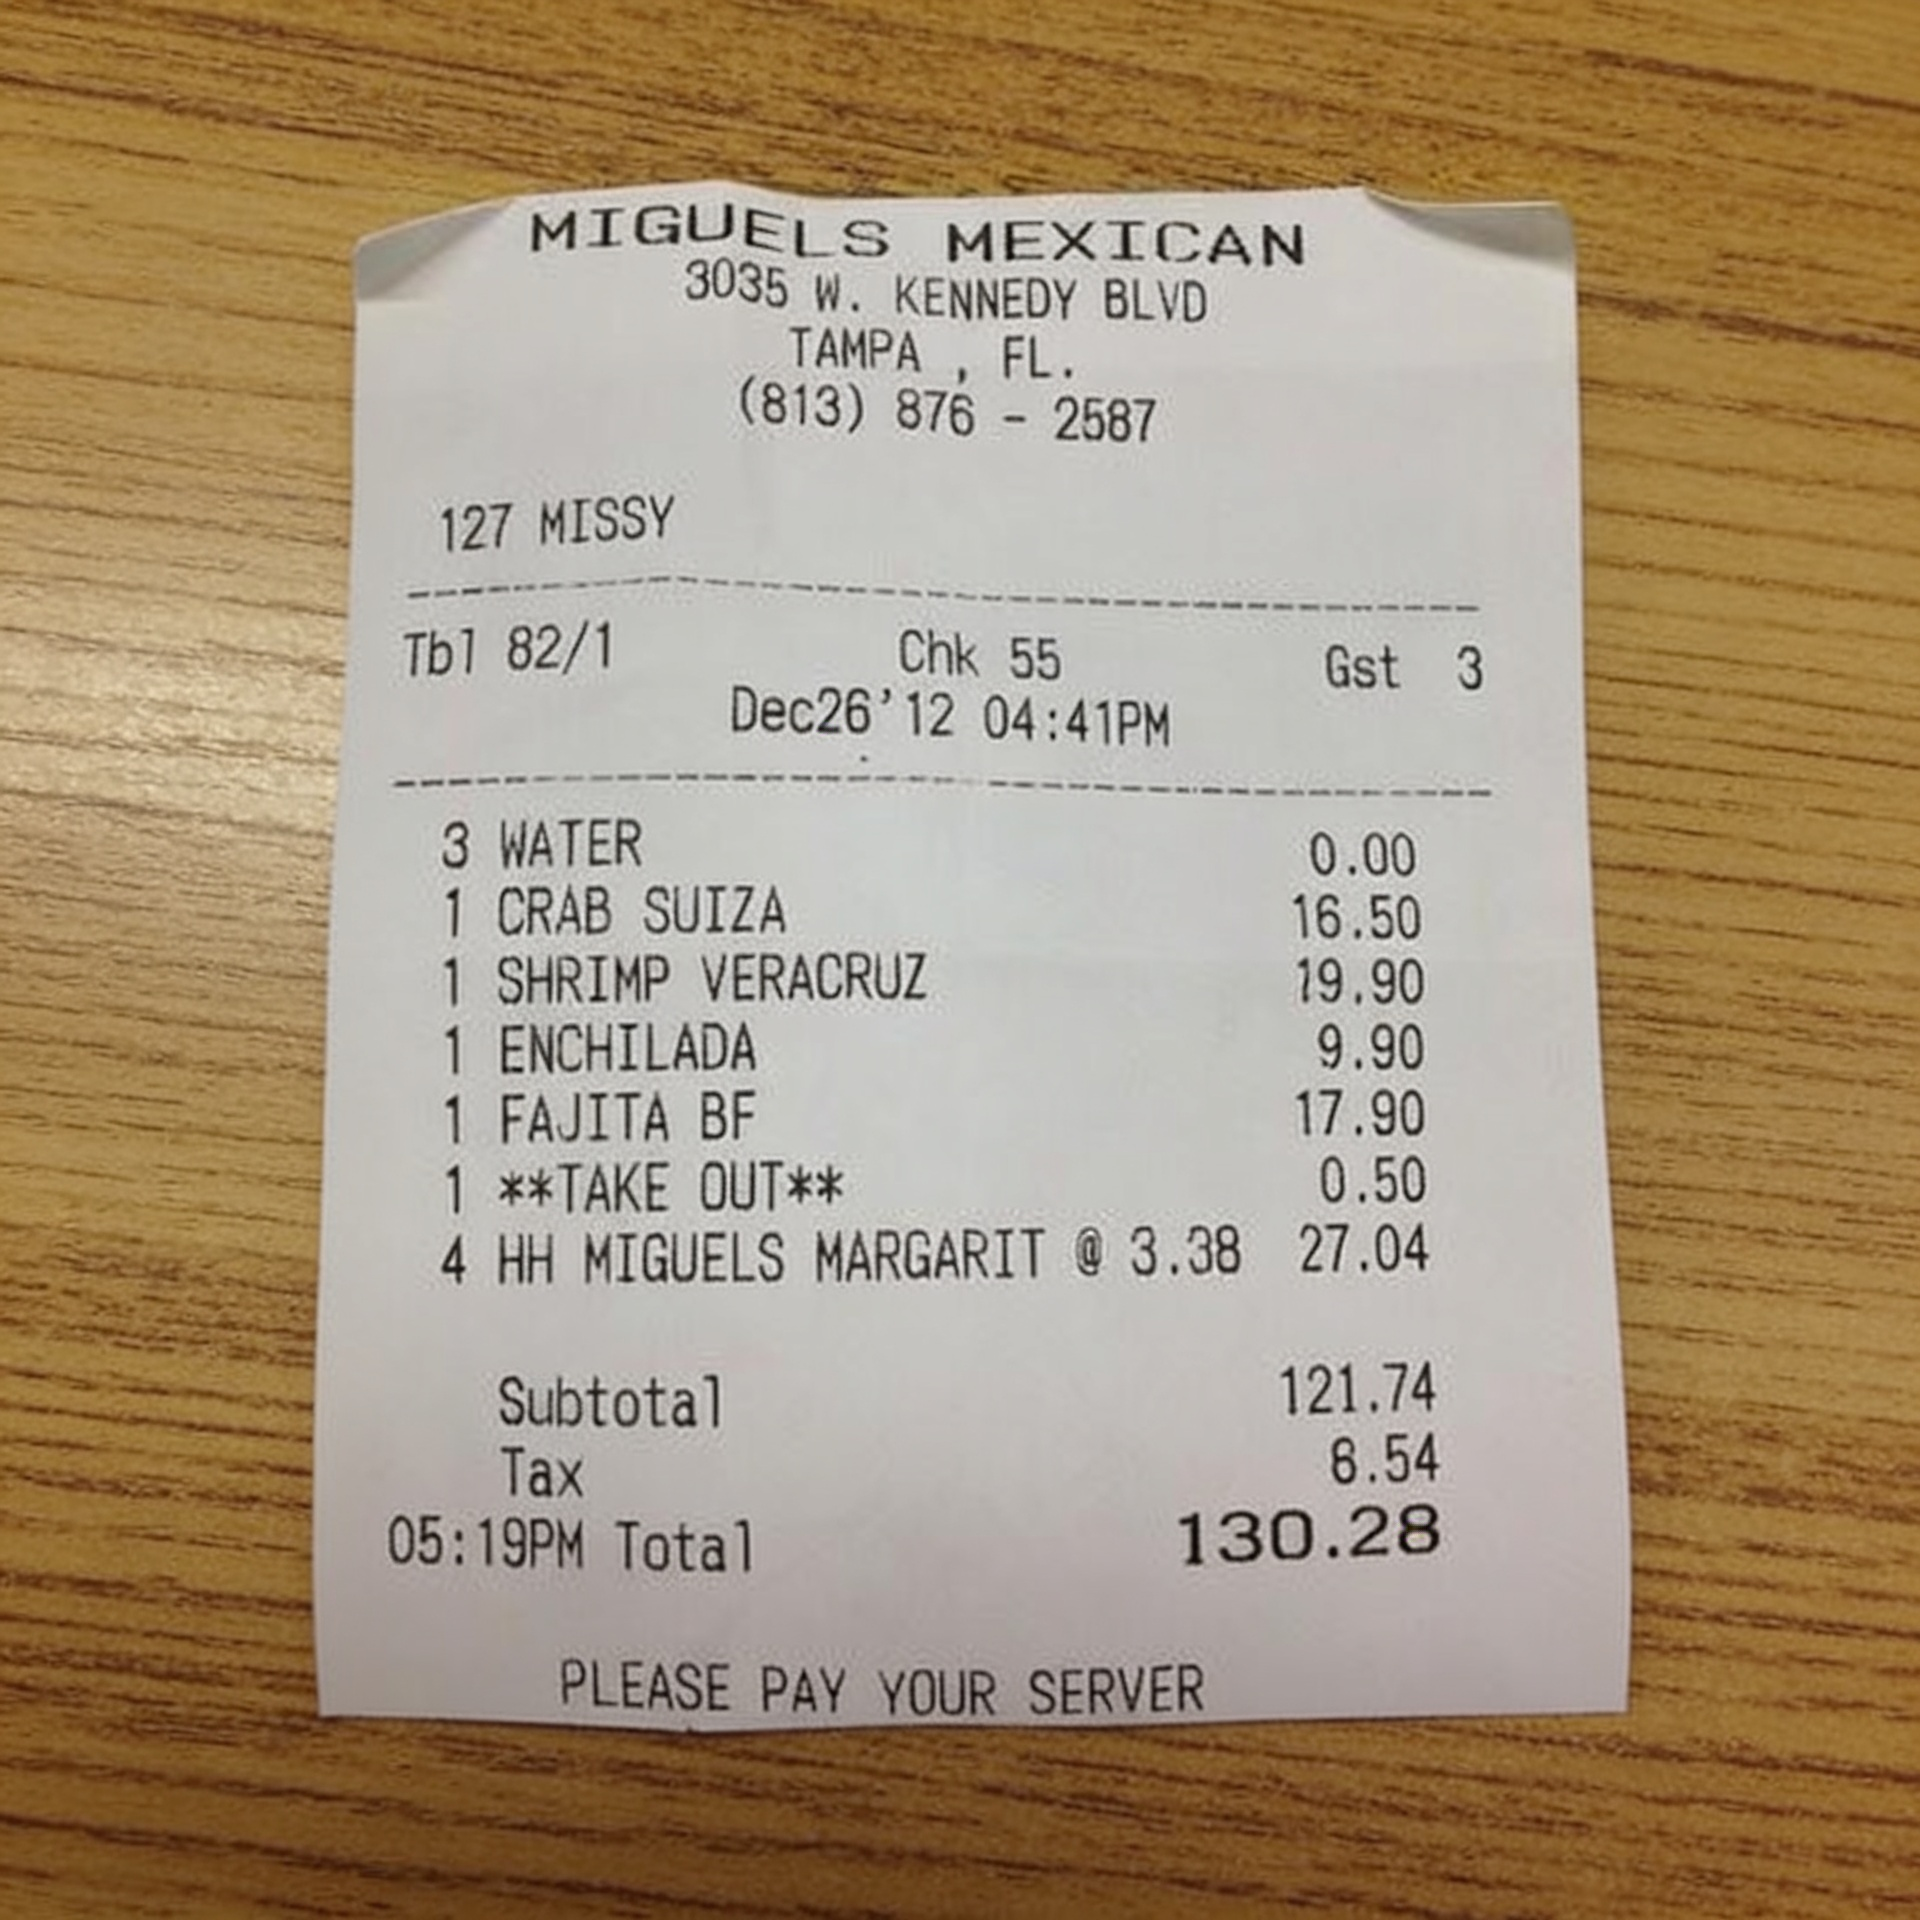 MIGUELS MEXICAN
3035 W. KENNEDY BLVD
TAMPA , FL.
(813) 876 - 2587
127 MISSY
Tbl 82/1 Chk 55 Gst 3
Dec26'12 04:41PM
3 WATER 0.00
1 CRAB SUIZA 16.50
1 SHRIMP VERACRUZ 19.90
1 ENCHILADA 9.90
1 FAJITA BF 17.90
1 **TAKE OUT** 0.50
4 HH MIGUELS MARGARIT @ 3.38 27.04
Subtotal 121.74
Tax 8.54
05:19PM Total 130.28
PLEASE PAY YOUR SERVER